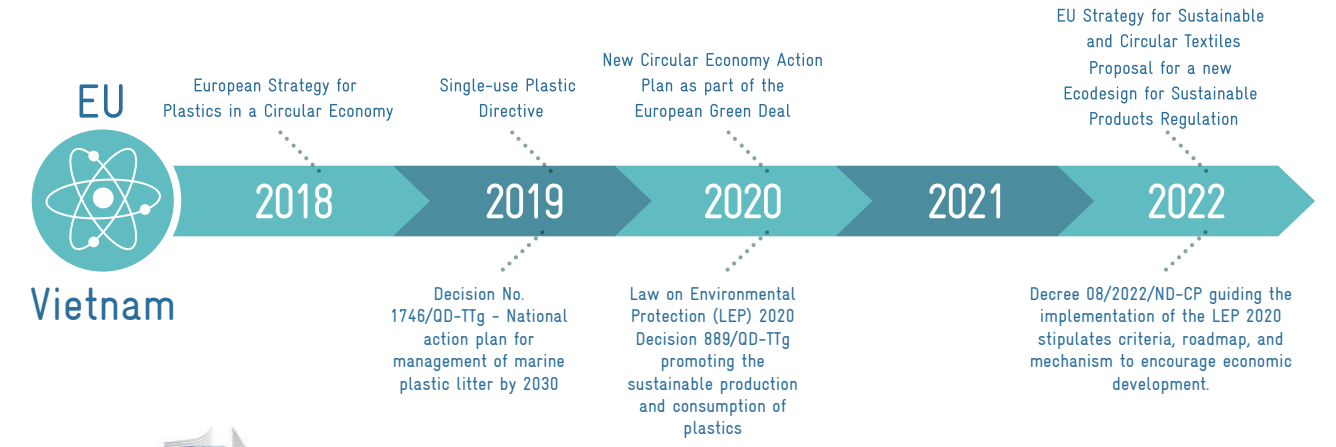 EU
European Strategy for
Plastics in a Circular Economy
Single-use Plastic
Directive
New Circular Economy Action
Plan as part of the
European Green Deal
EU Strategy for Sustainable
and Circular Textiles
Proposal for a new
Ecodesign for Sustainable
Products Regulation
2018
2019
2020
2021
2022
Vietnam
Decision No.
1746/QD-TTg - National
action plan for
management of marine
plastic litter by 2030
Law on Environmental
Protection (LEP) 2020
Decision 889/QD-TTg
promoting the
sustainable production
and consumption of
plastics
Decree 08/2022/ND-CP guiding the
implementation of the LEP 2020
stipulates criteria, roadmap, and
mechanism to encourage economic
development.